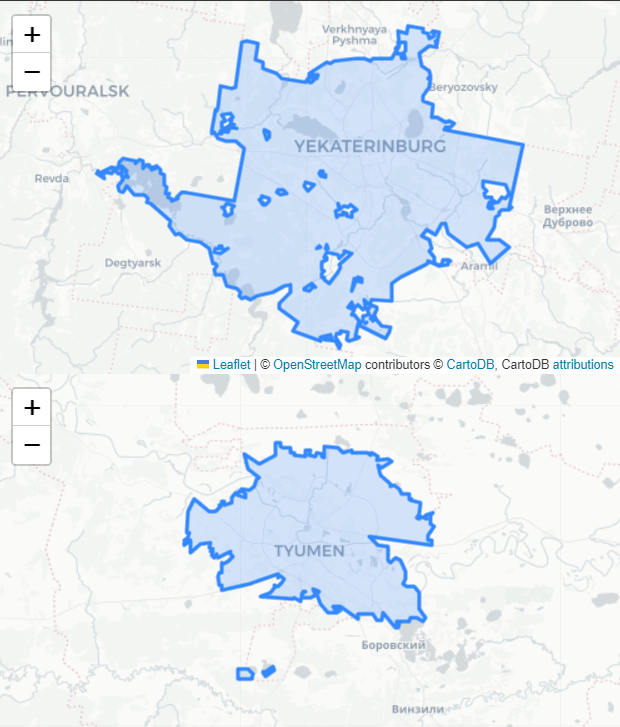 +
Verkhnyaya
Pyshma
−
PERVOURALSK
Beryozovsky
YEKATERINBURG
Revda
Верхнее
Дуброво
Degtyarsk
Aramil
Leaflet | © OpenStreetMap contributors © CartoDB, CartoDB attributions
+
−
TYUMEN
Боровский
Винзили